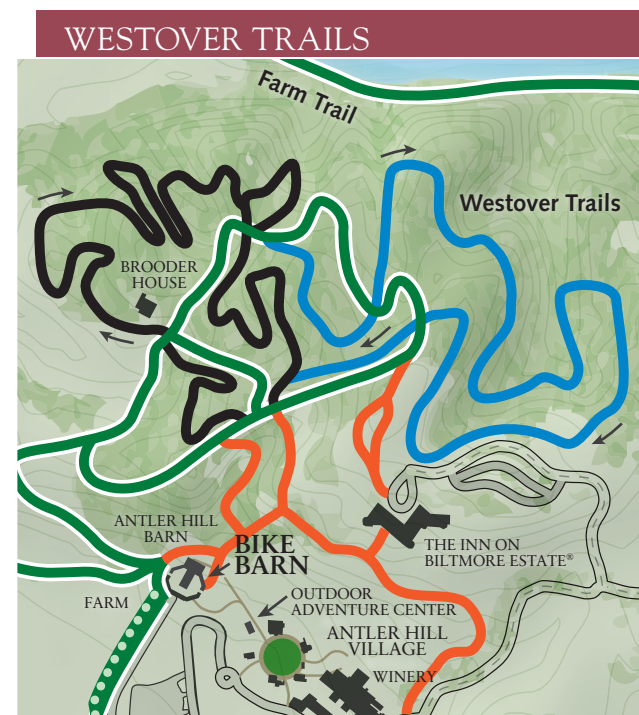 WESTOVER TRAILS
Farm Trail
Westover Trails
BROODER
HOUSE
ANTLER HILL
BARN
BIKE
BARN
THE INN ON
BILTMORE ESTATE®
FARM
OUTDOOR
ADVENTURE CENTER
ANTLER HILL
VILLAGE
WINERY